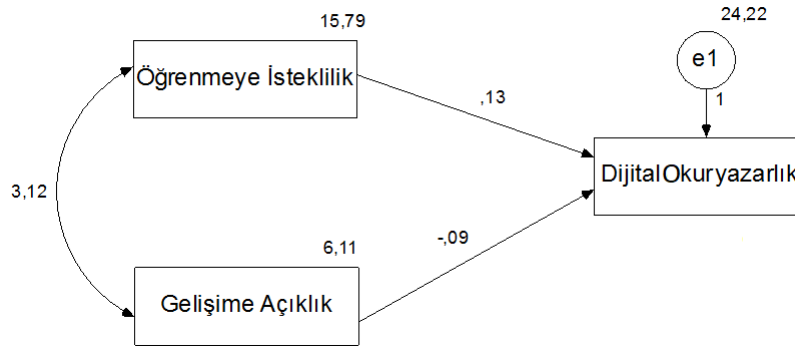 15,79
24,22
Öğrenmeye İsteklilik
e1
,13
1
DijitalOkuryazarlık
3,12
6,11
-,09
Gelişime Açıklık